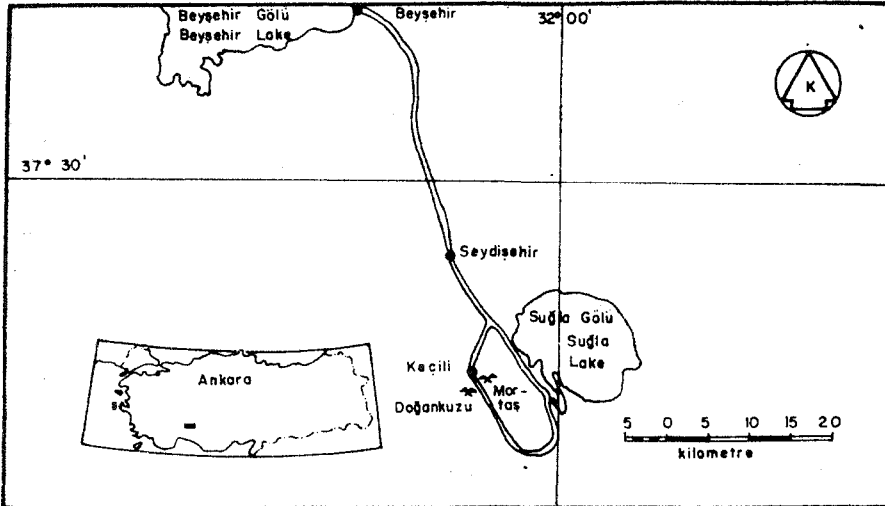 Beyşehir Gölü
Beyşehir Lake
Beyşehir
32° 00'
K
37° 30'
Seydişehir
Suğla Gölü
Suğla
Lake
Keçili
Mor-
taş
Doğankuzu
Ankara
5 0 5 10 15 20
kilometre